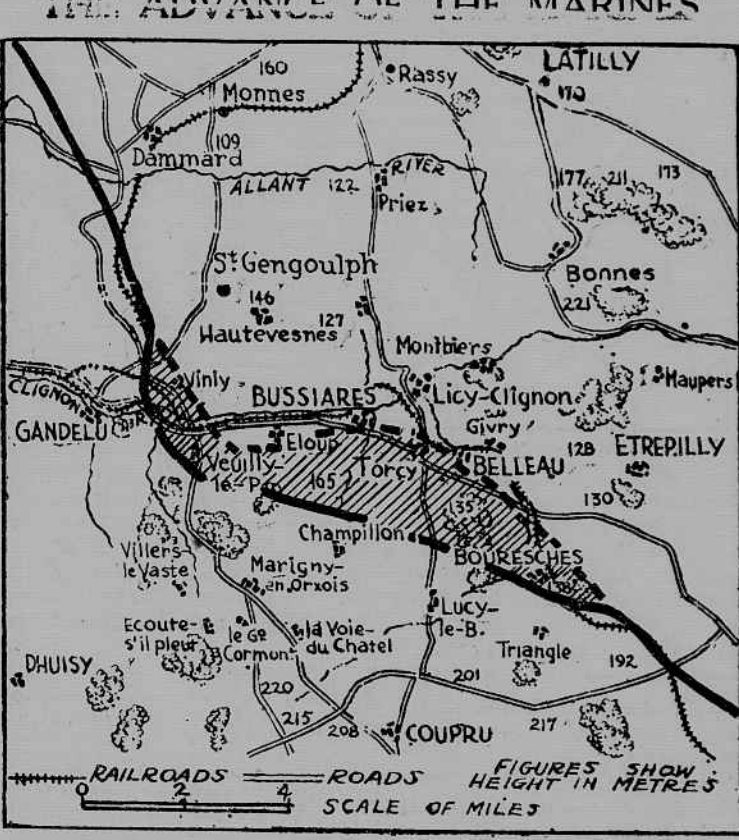 THE ADVANCE OF THE MARINES
LATILLY
160
Rassy
170
Monnes
109
Dammard
ALLANT 122 RIVER
177 211 173
Priez
St. Gengoulph
Bonnes
146
221
Hautevesnes 127
Montbiers
Vinly
Maupers
CLIGNON
BUSSIARES
Licy-Clignon
GANDELU RIR.
Givry
Eloup
128 ETREPILLY
Veuilly-
le-P.
165 Torcy
BELLEAU
130
135
Champillon
Villers
le Vaste
BOURESCHES
Marigny-
en Orxois
Ecoute-
s'il pleut
le Gd
Cormon
la Voie-
du Chatel
Lucy-
le-B.
Triangle
DHUISY
192
220
201
215
208
COUPRU
217
RAILROADS ROADS
FIGURES SHOW
HEIGHT IN METRES
0 2 4
SCALE OF MILES